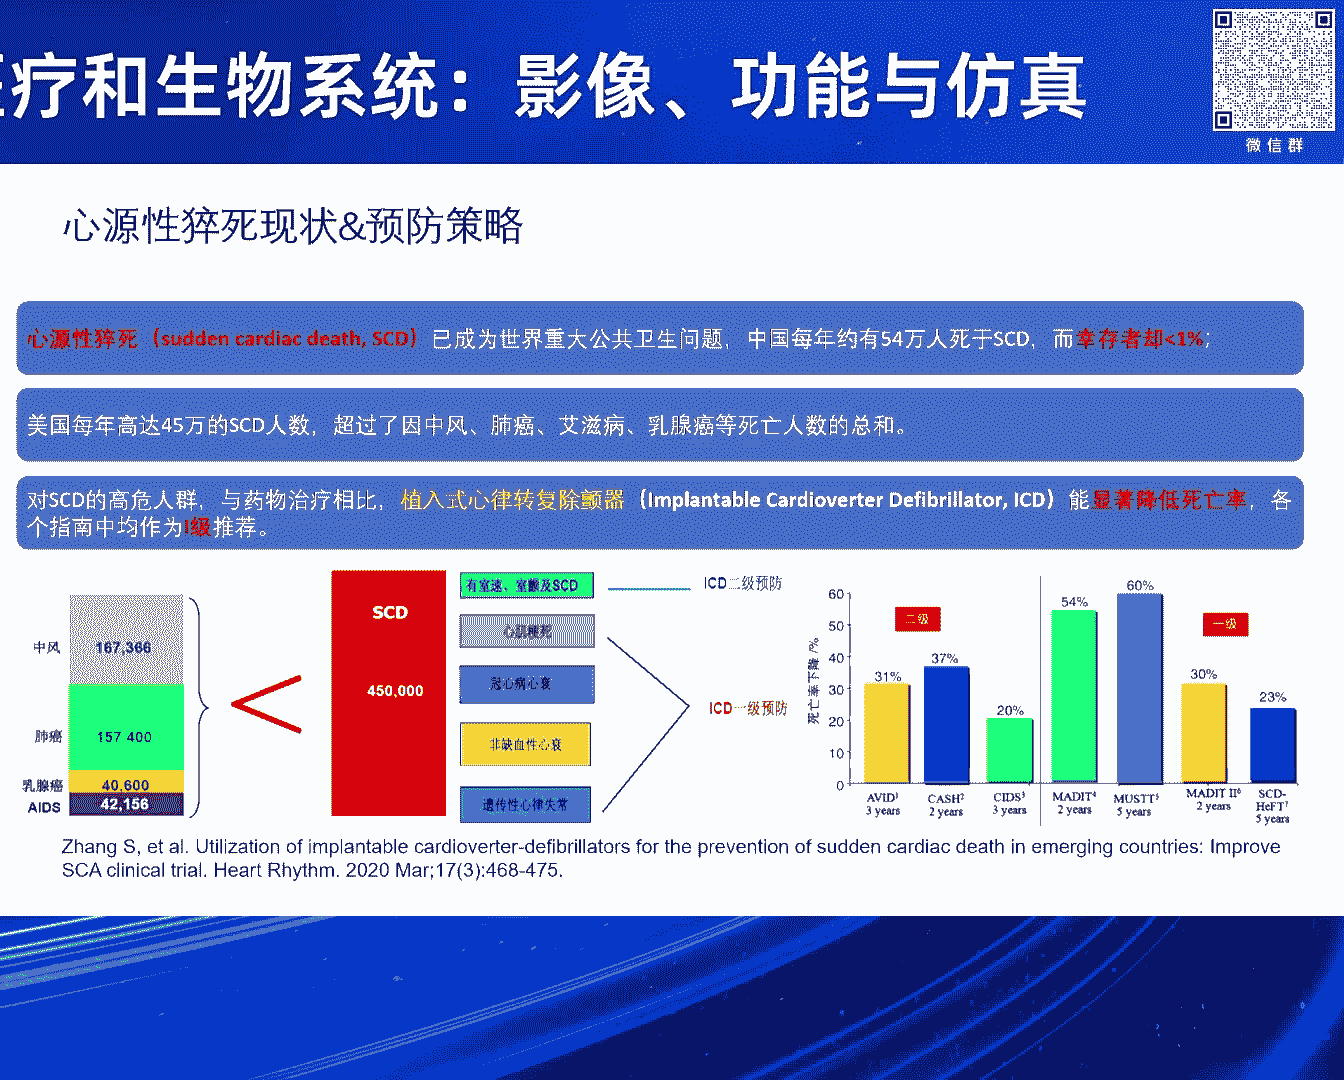 疗和生物系统：影像、功能与仿真
微信群
心源性猝死现状&预防策略
心源性猝死（sudden cardiac death, SCD）已成为世界重大公共卫生问题，中国每年约有54万人死于SCD，而幸存者却<1%；
美国每年高达45万的SCD人数，超过了因中风、肺癌、艾滋病、乳腺癌等死亡人数的总和。
对SCD的高危人群，与药物治疗相比，植入式心律转复除颤器（Implantable Cardioverter Defibrillator, ICD）能显著降低死亡率，各
个指南中均作为I级推荐。
中风
167,366
肺癌
157 400
乳腺癌
40,600
AIDS
42,156
SCD
450,000
有室速、室颤及SCD
心肌梗死
冠心病心衰
非缺血性心衰
遗传性心律失常
ICD二级预防
ICD一级预防
死亡率下降 /%
60
50
40
30
20
10
0
二级
一级
31%
37%
20%
54%
60%
30%
23%
AVID¹
3 years
CASH²
2 years
CIDS³
3 years
MADIT⁴
2 years
MUSTT⁵
5 years
MADIT II⁶
2 years
SCD-
HeFT⁷
5 years
Zhang S, et al. Utilization of implantable cardioverter-defibrillators for the prevention of sudden cardiac death in emerging countries: Improve
SCA clinical trial. Heart Rhythm. 2020 Mar;17(3):468-475.